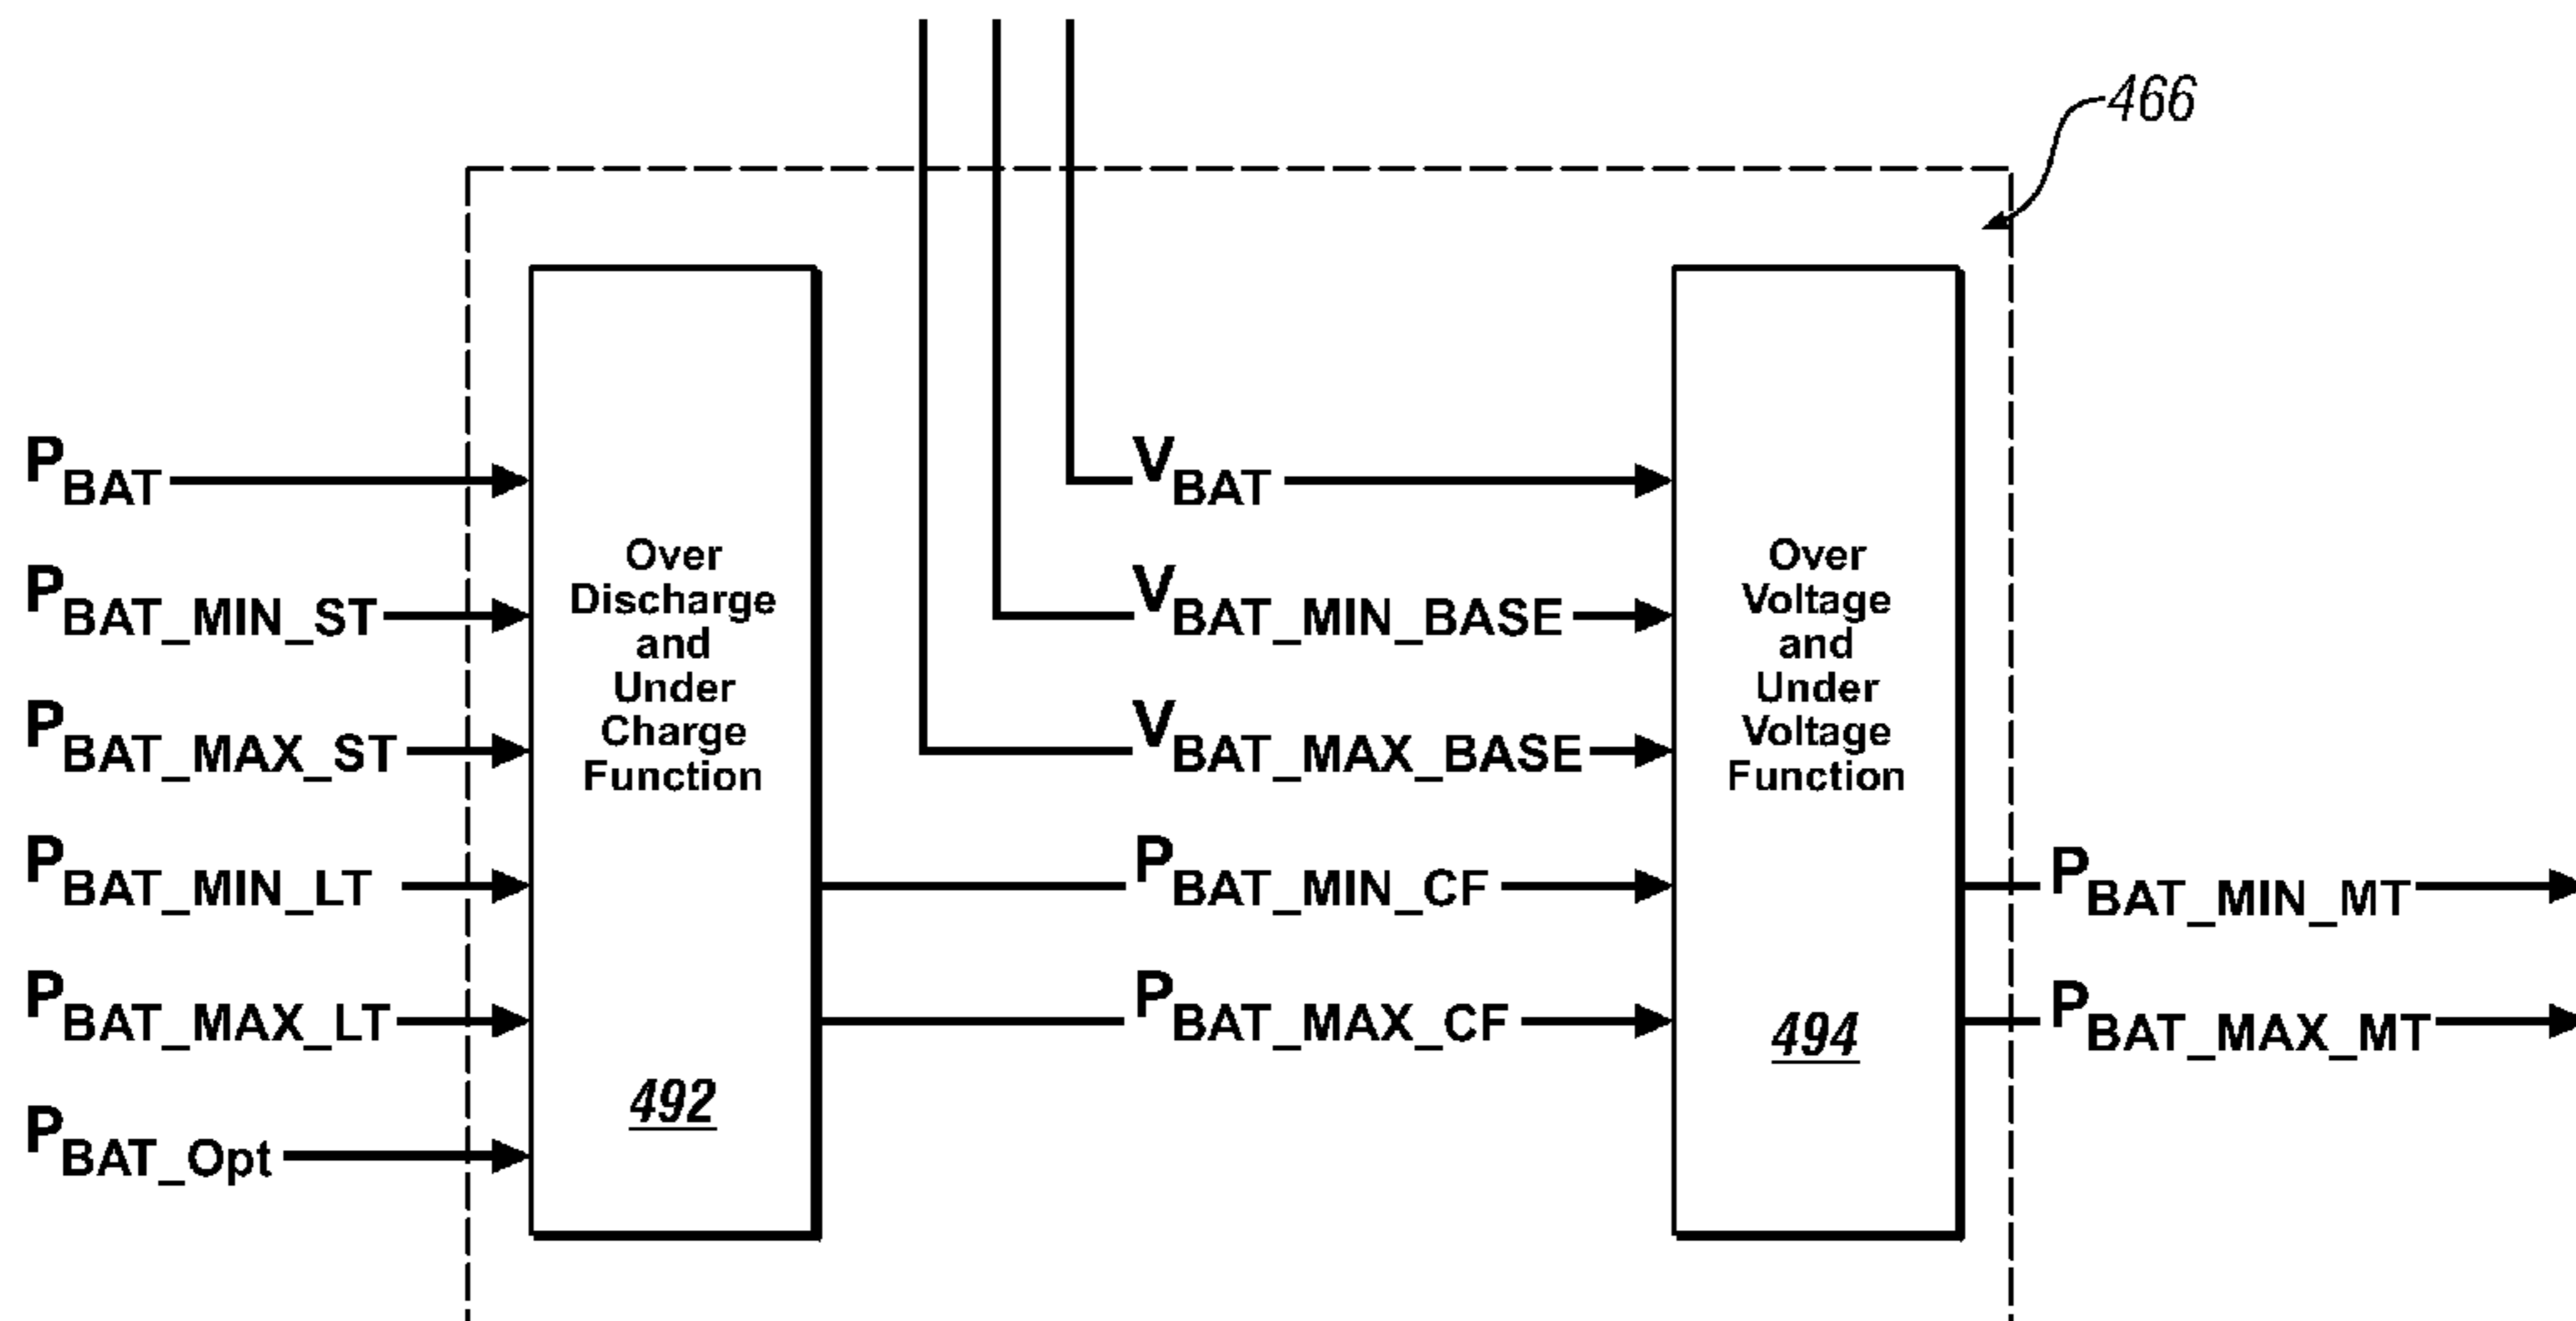 466
PBAT
PBAT_MIN_ST
PBAT_MAX_ST
PBAT_MIN_LT
PBAT_MAX_LT
PBAT_Opt
Over
Discharge
and
Under
Charge
Function
492
VBAT
VBAT_MIN_BASE
VBAT_MAX_BASE
PBAT_MIN_CF
PBAT_MAX_CF
Over
Voltage
and
Under
Voltage
Function
494
PBAT_MIN_MT
PBAT_MAX_MT